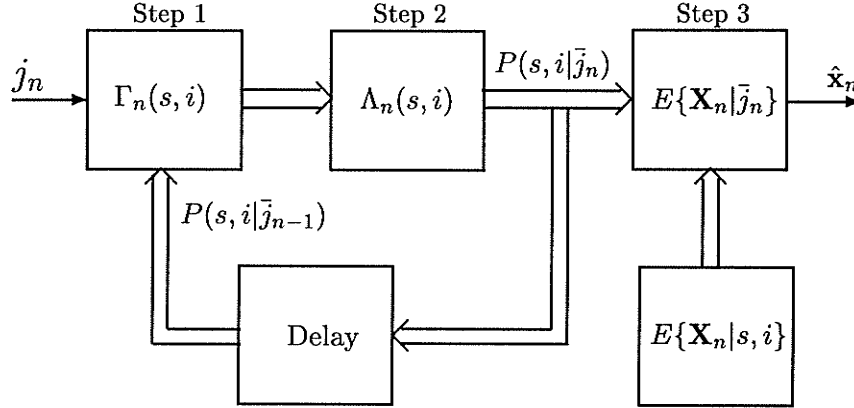 Step 1
Step 2
Step 3
j_n
Γ_n(s, i)
Λ_n(s, i)
P(s, i|j̄_n)
E{𝐗_n|j̄_n}
x̂_n
P(s, i|j̄_{n−1})
Delay
E{𝐗_n|s, i}